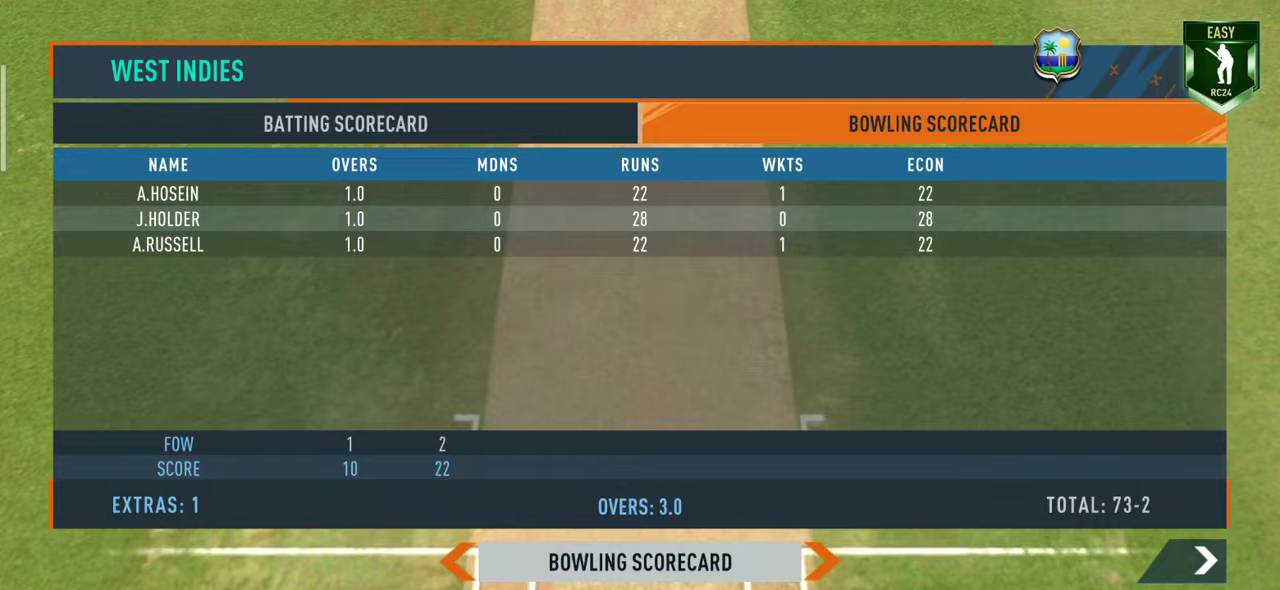 EASY
RC24
WEST INDIES
BATTING SCORECARD BOWLING SCORECARD
NAME OVERS MDNS RUNS WKTS ECON
A.HOSEIN 1.0 0 22 1 22
J.HOLDER 1.0 0 28 0 28
A.RUSSELL 1.0 0 22 1 22
FOW 1 2
SCORE 10 22
EXTRAS: 1 OVERS: 3.0 TOTAL: 73-2
BOWLING SCORECARD